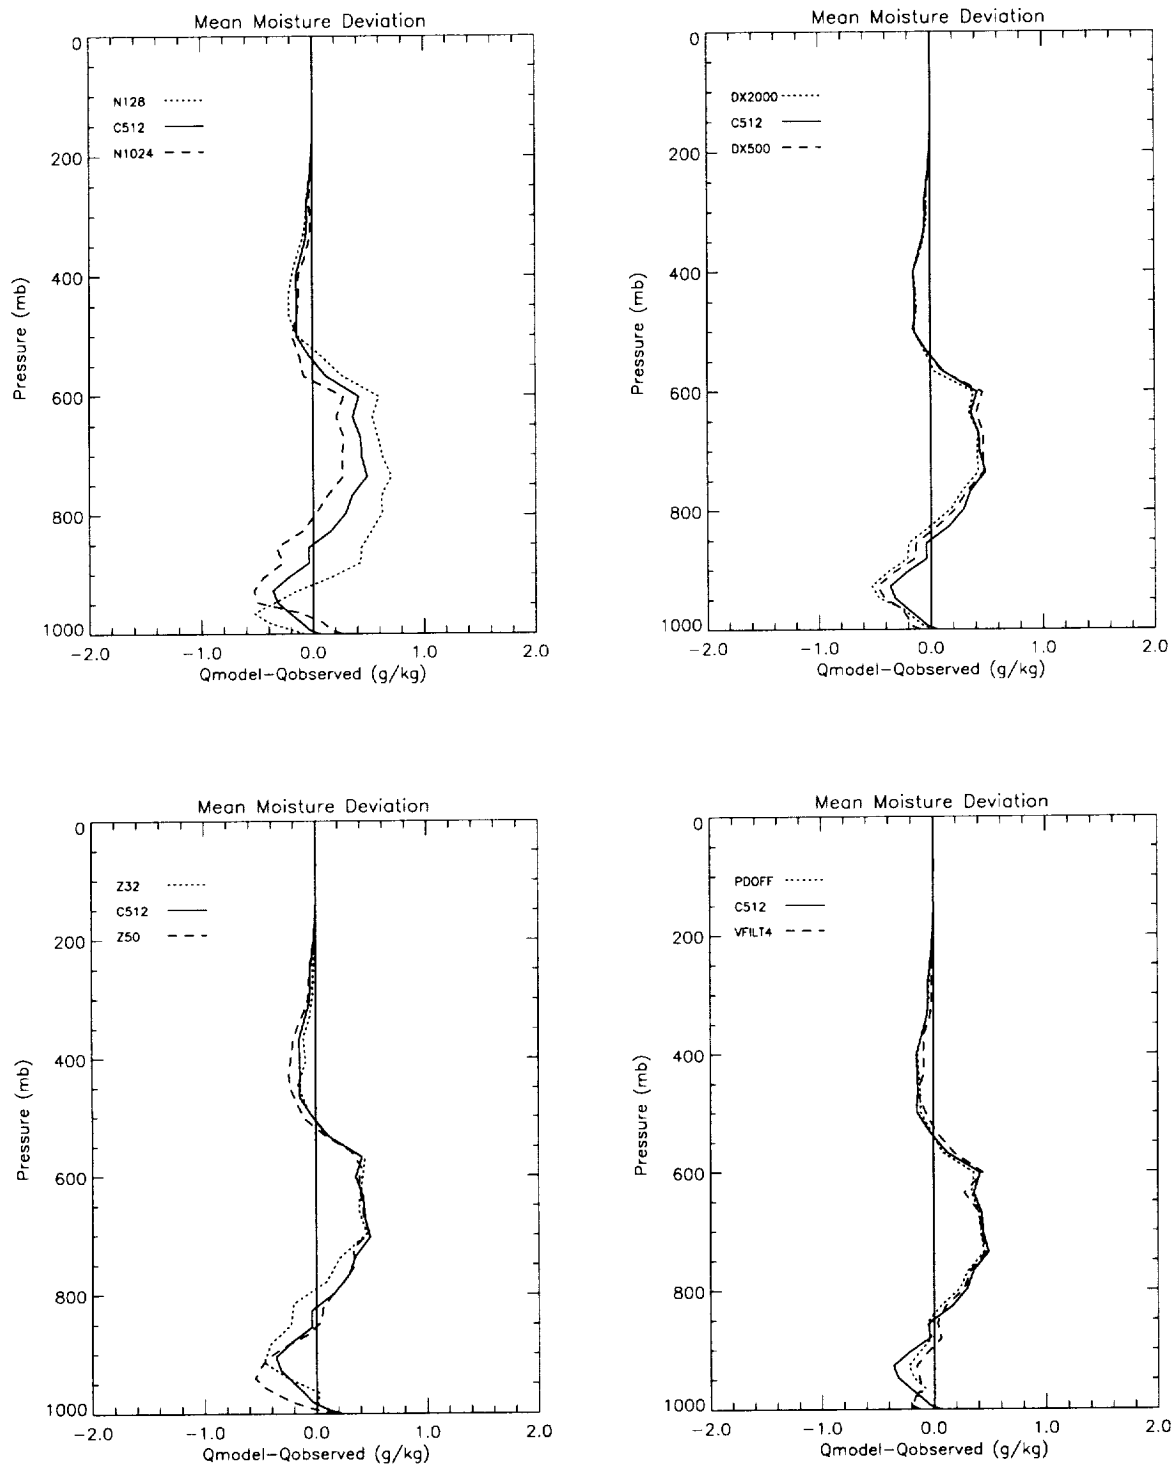 Mean Moisture Deviation
0
N128
C512
N1024
200
400
600
800
1000
Pressure (mb)
-2.0 -1.0 0.0 1.0 2.0
Qmodel-Qobserved (g/kg)
Mean Moisture Deviation
0
DX2000
C512
DX500
200
400
600
800
1000
Pressure (mb)
-2.0 -1.0 0.0 1.0 2.0
Qmodel-Qobserved (g/kg)
Mean Moisture Deviation
0
Z32
C512
Z50
200
400
600
800
1000
Pressure (mb)
-2.0 -1.0 0.0 1.0 2.0
Qmodel-Qobserved (g/kg)
Mean Moisture Deviation
0
PDOFF
C512
VFILT4
200
400
600
800
1000
Pressure (mb)
-2.0 -1.0 0.0 1.0 2.0
Qmodel-Qobserved (g/kg)